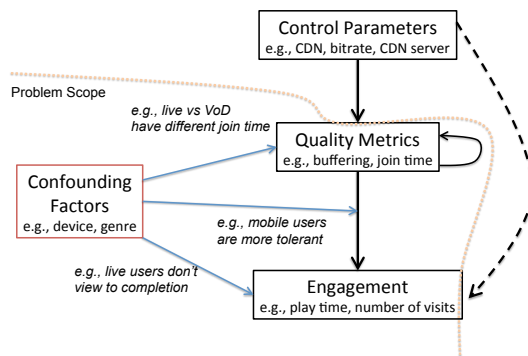 Control Parameters
e.g., CDN, bitrate, CDN server
Problem Scope
e.g., live vs VoD
have different join time
Quality Metrics
e.g., buffering, join time
Confounding
Factors
e.g., device, genre
e.g., mobile users
are more tolerant
e.g., live users don't
view to completion
Engagement
e.g., play time, number of visits